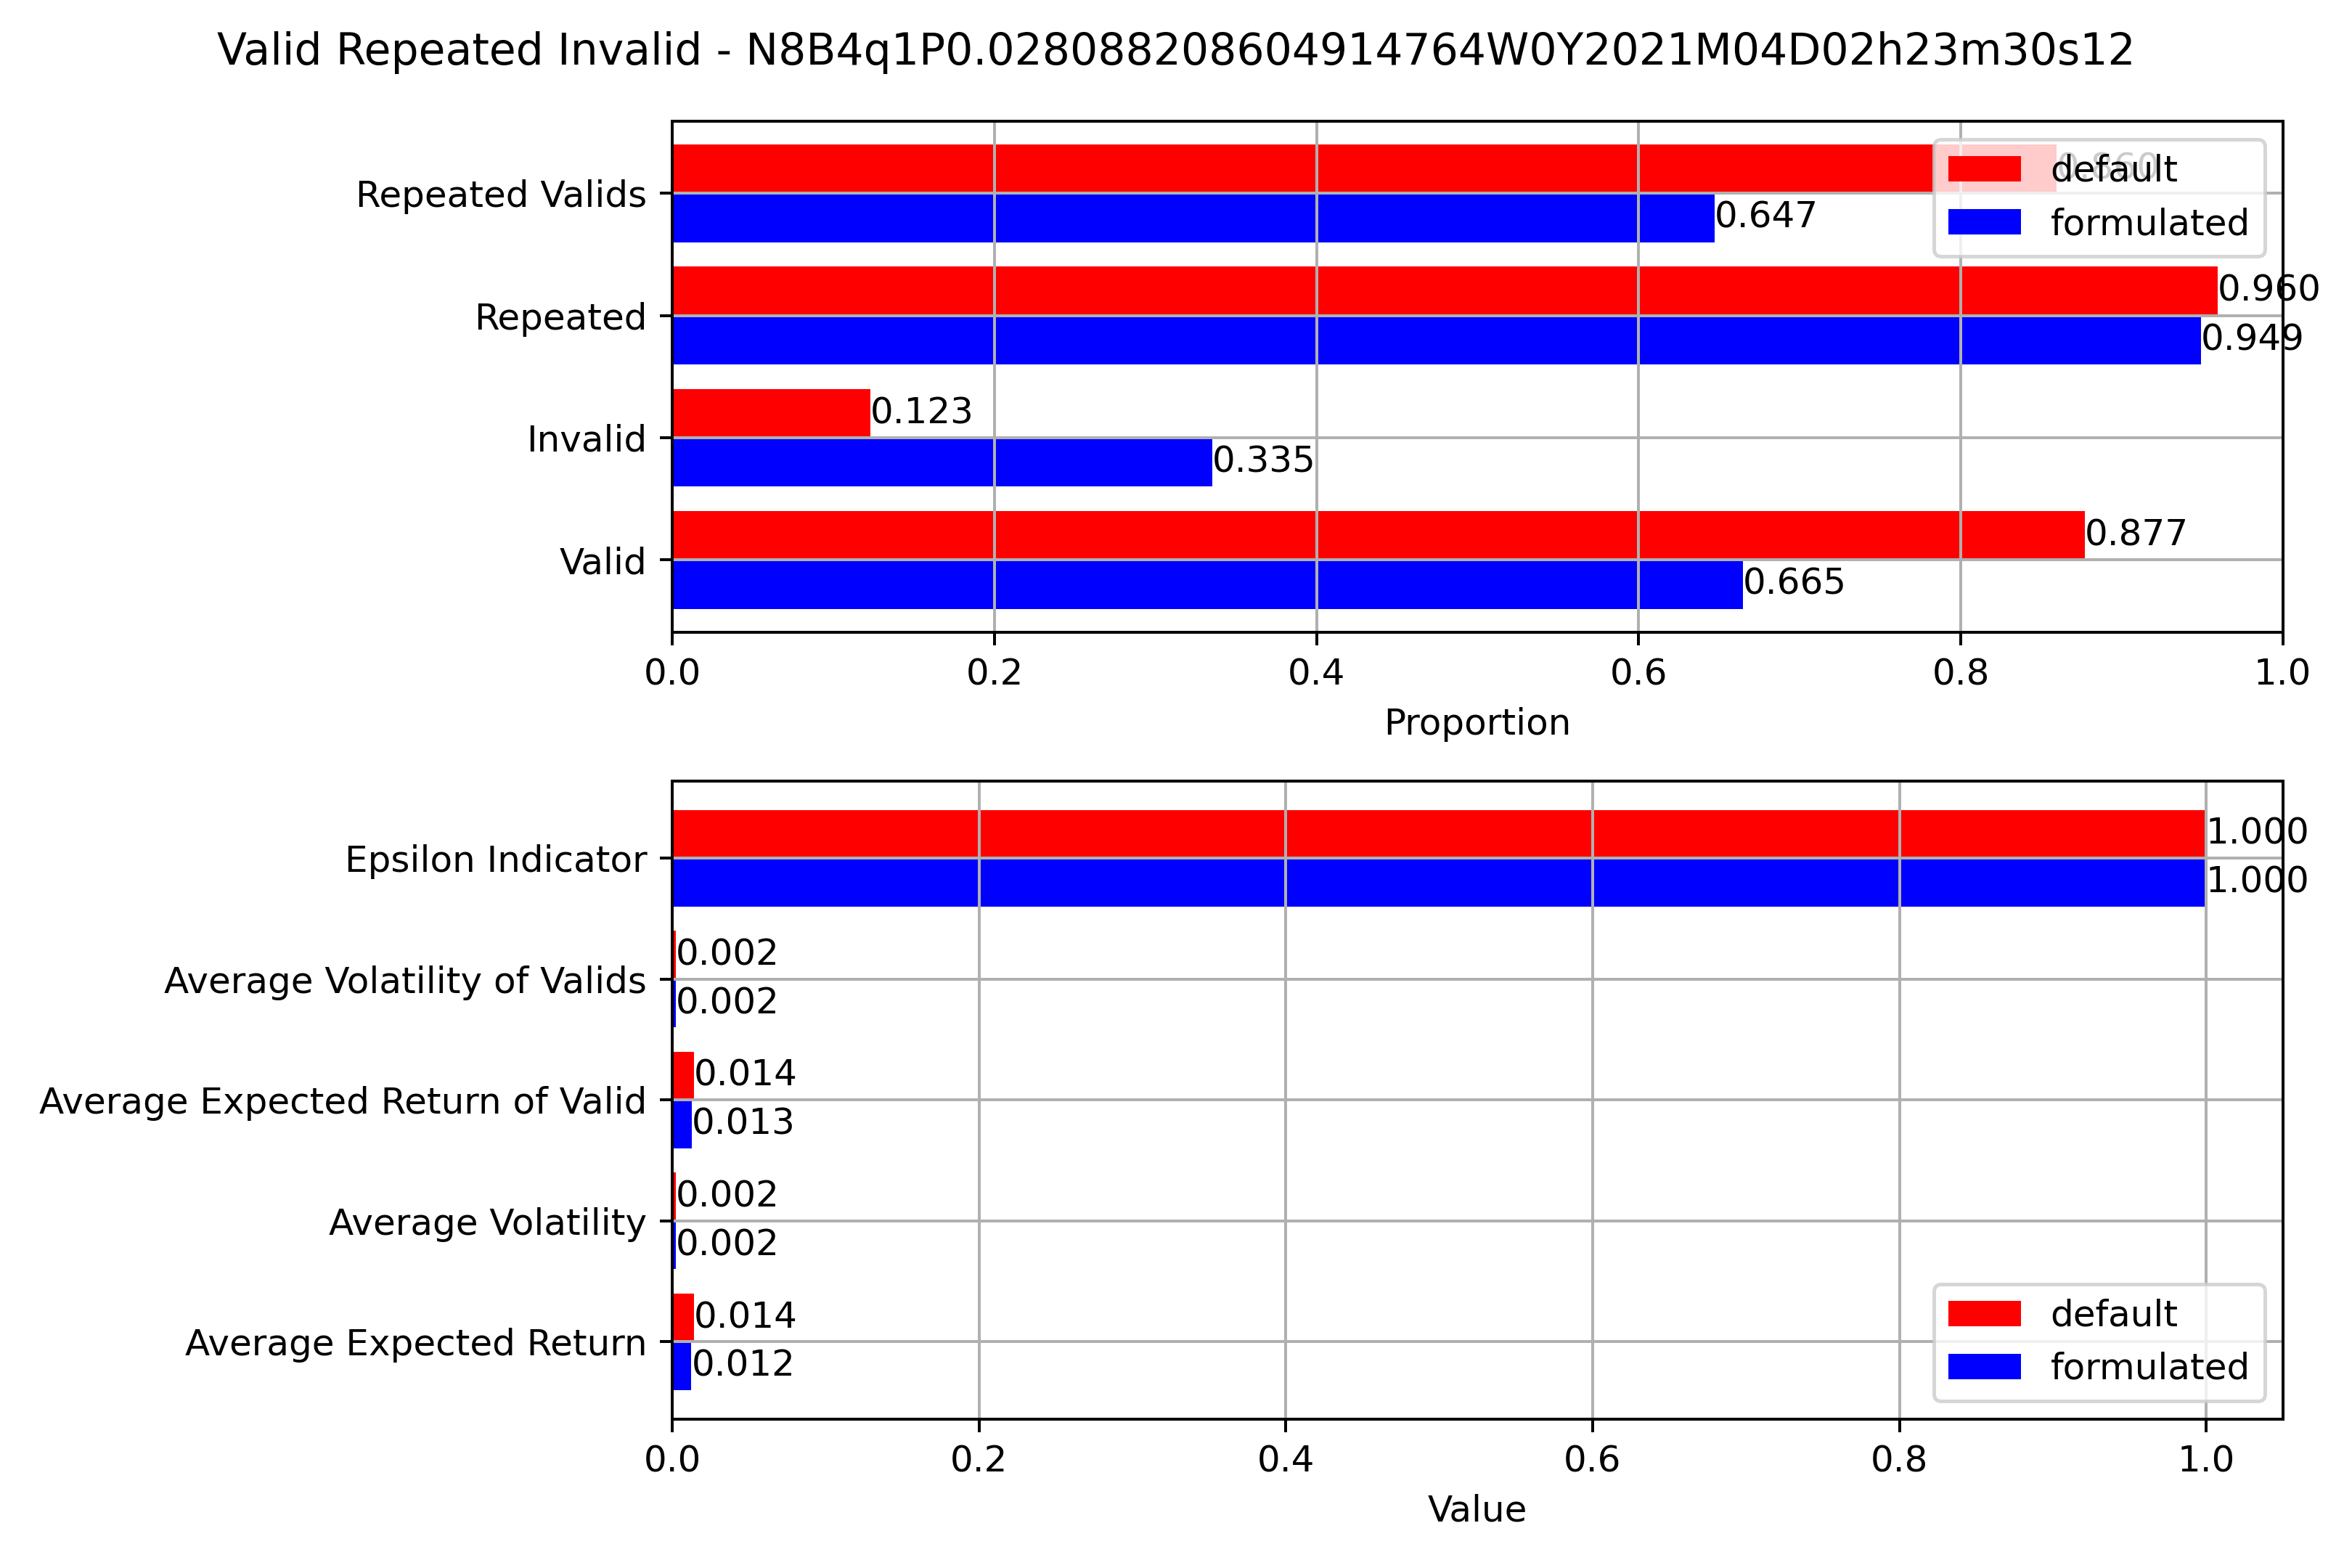 Valid Repeated Invalid - N8B4q1P0.028088208604914764W0Y2021M04D02h23m30s12
Repeated Valids
0.860
0.647
default
formulated
Repeated
0.960
0.949
Invalid
0.123
0.335
Valid
0.877
0.665
0.0 0.2 0.4 0.6 0.8 1.0
Proportion
Epsilon Indicator
1.000
1.000
Average Volatility of Valids
0.002
0.002
Average Expected Return of Valid
0.014
0.013
Average Volatility
0.002
0.002
Average Expected Return
0.014
0.012
default
formulated
0.0 0.2 0.4 0.6 0.8 1.0
Value